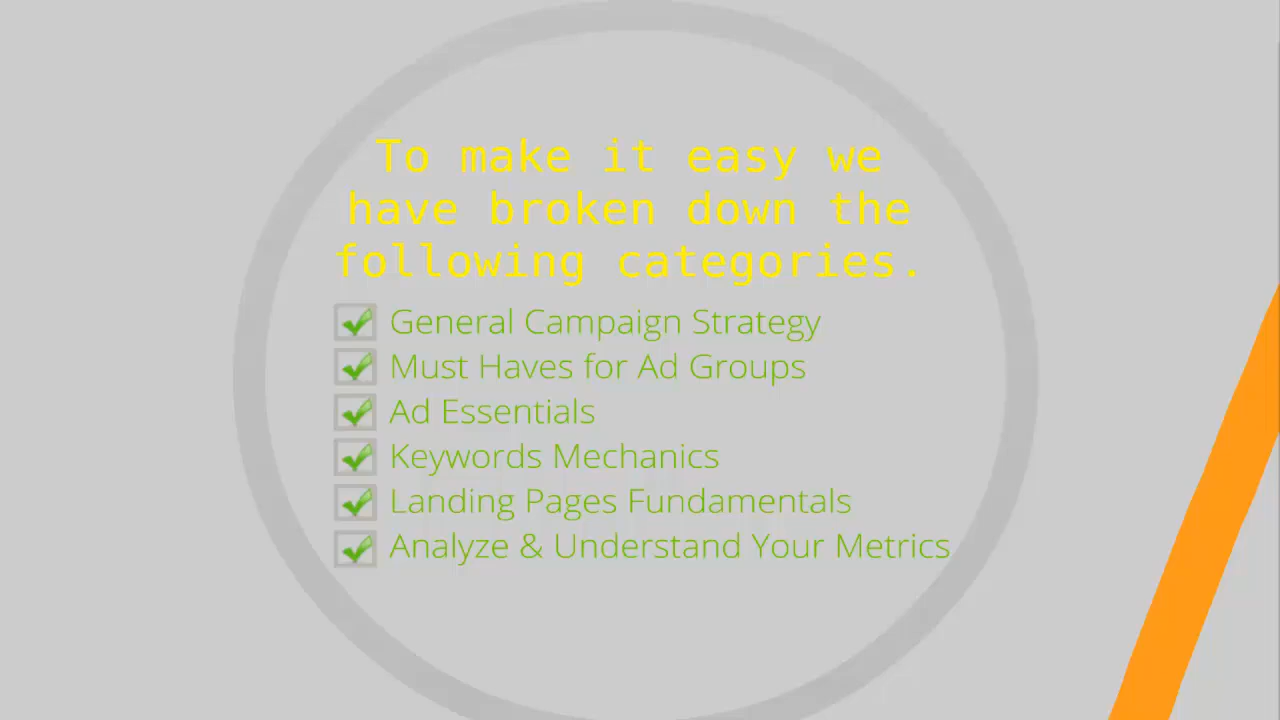 To make it easy we
have broken down the
following categories.
General Campaign Strategy
Must Haves for Ad Groups
Ad Essentials
Keywords Mechanics
Landing Pages Fundamentals
Analyze & Understand Your Metrics